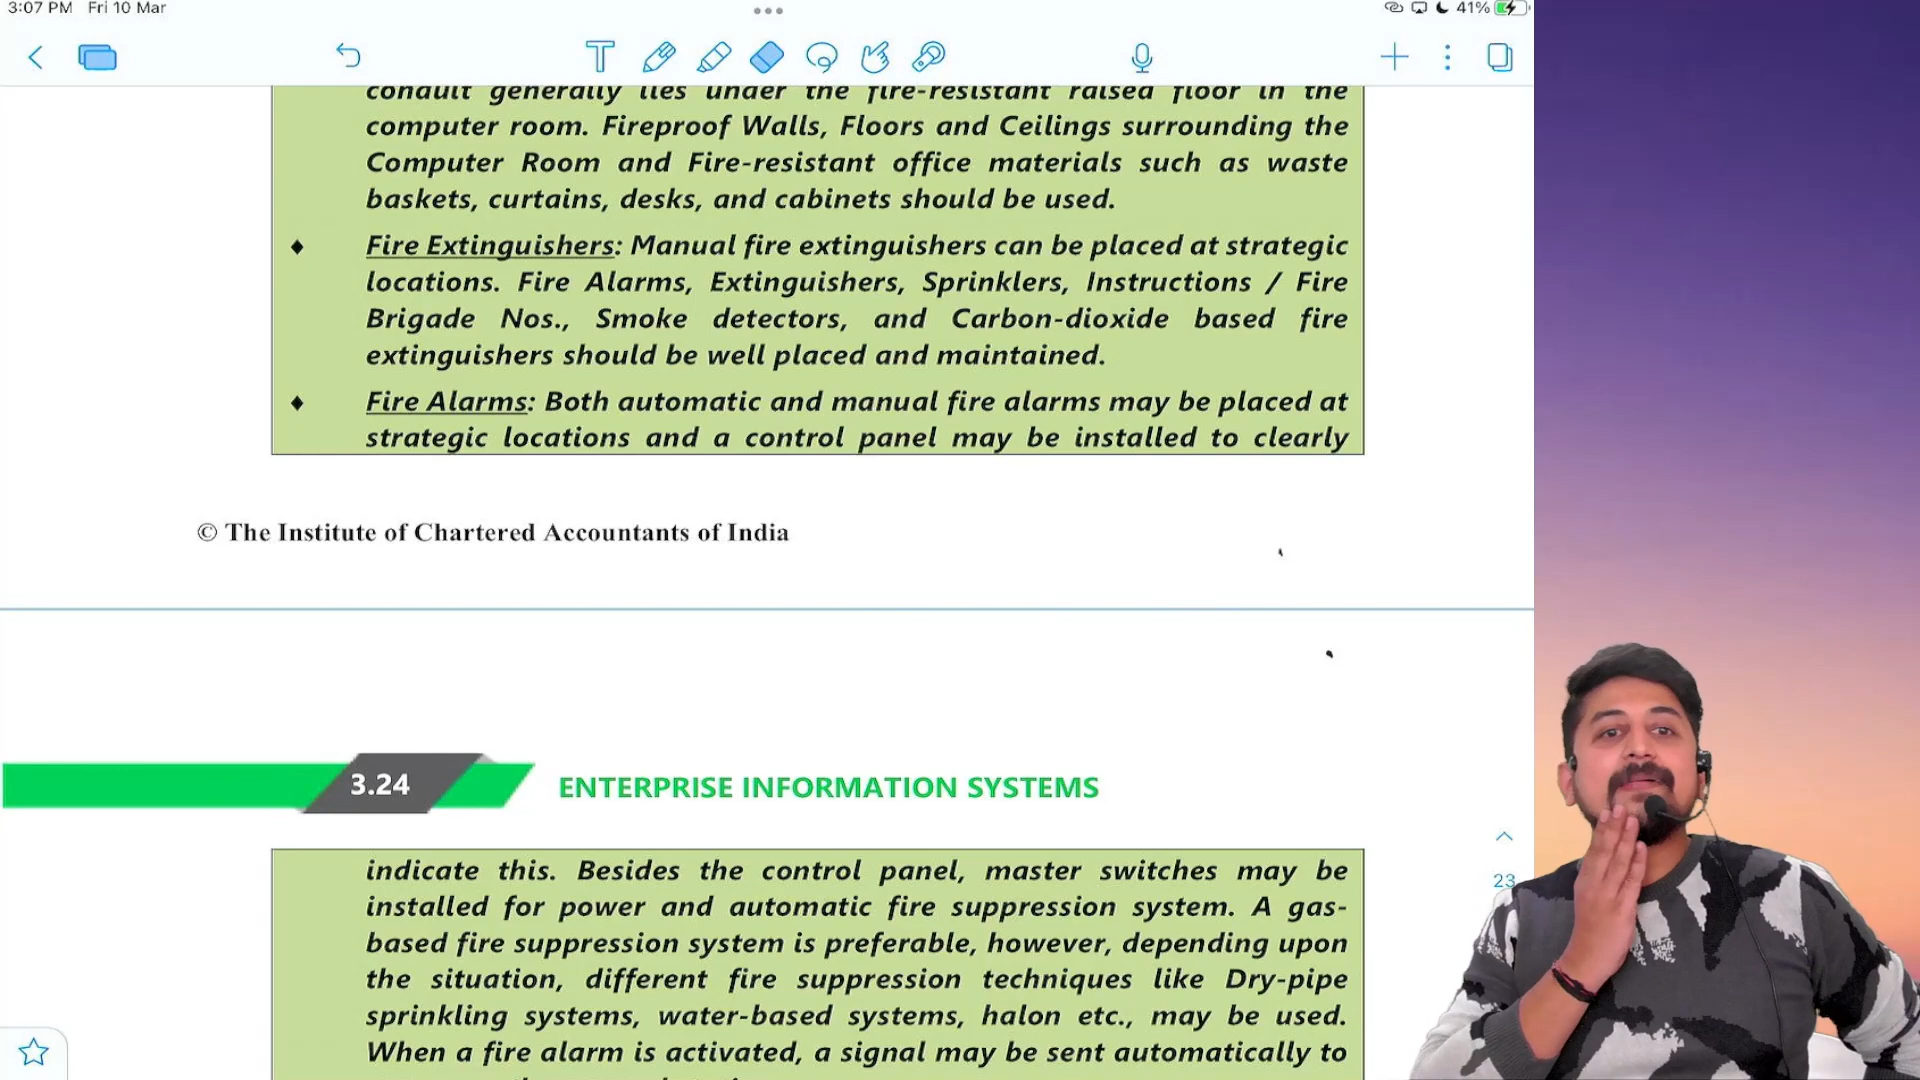 3:07 PM Fri 10 Mar
41%
conduit generally lies under the fire-resistant raised floor in the
computer room. Fireproof Walls, Floors and Ceilings surrounding the
Computer Room and Fire-resistant office materials such as waste
baskets, curtains, desks, and cabinets should be used.
♦ Fire Extinguishers: Manual fire extinguishers can be placed at strategic
locations. Fire Alarms, Extinguishers, Sprinklers, Instructions / Fire
Brigade Nos., Smoke detectors, and Carbon-dioxide based fire
extinguishers should be well placed and maintained.
♦ Fire Alarms: Both automatic and manual fire alarms may be placed at
strategic locations and a control panel may be installed to clearly
© The Institute of Chartered Accountants of India
3.24 ENTERPRISE INFORMATION SYSTEMS
23
indicate this. Besides the control panel, master switches may be
installed for power and automatic fire suppression system. A gas-
based fire suppression system is preferable, however, depending upon
the situation, different fire suppression techniques like Dry-pipe
sprinkling systems, water-based systems, halon etc., may be used.
When a fire alarm is activated, a signal may be sent automatically to